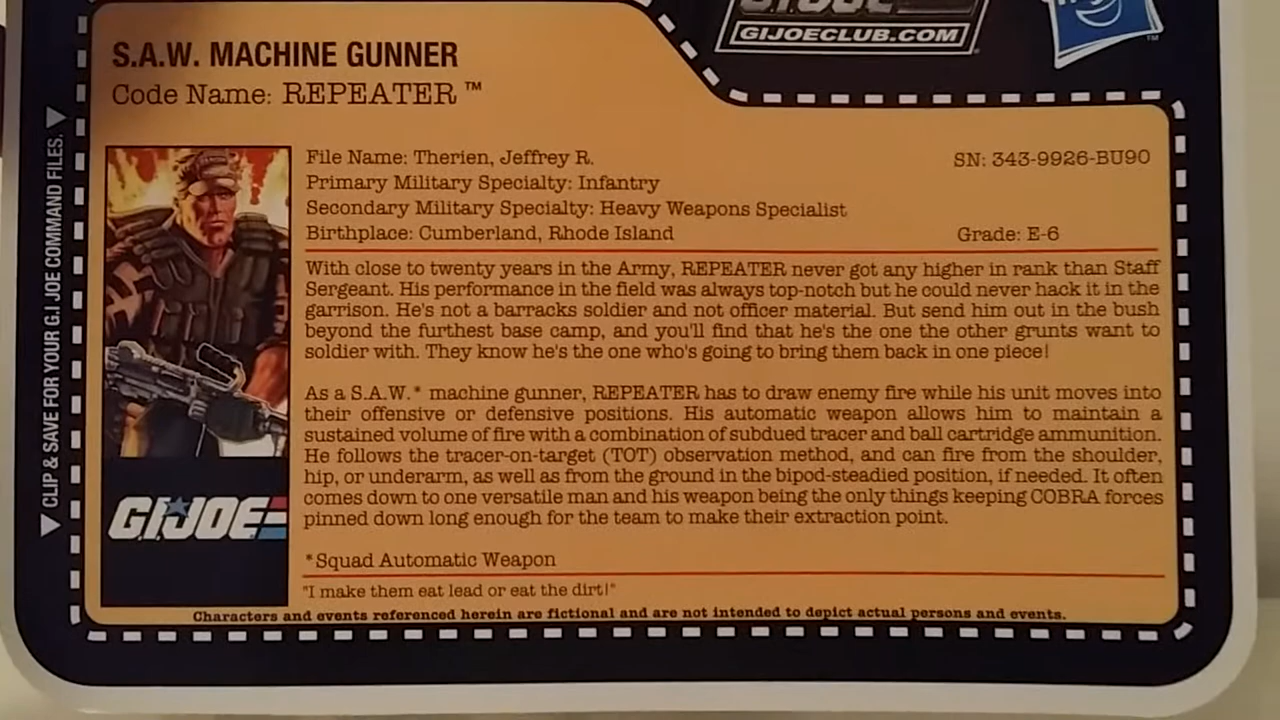 GIJOE
GIJOECLUB.COM
TM
S.A.W. MACHINE GUNNER
Code Name: REPEATER ™
▼ CLIP & SAVE FOR YOUR G.I. JOE COMMAND FILES. ▼
File Name: Therien, Jeffrey R.
SN: 343-9926-BU90
Primary Military Specialty: Infantry
Secondary Military Specialty: Heavy Weapons Specialist
Birthplace: Cumberland, Rhode Island
Grade: E-6
With close to twenty years in the Army, REPEATER never got any higher in rank than Staff
Sergeant. His performance in the field was always top-notch but he could never hack it in the
garrison. He's not a barracks soldier and not officer material. But send him out in the bush
beyond the furthest base camp, and you'll find that he's the one the other grunts want to
soldier with. They know he's the one who's going to bring them back in one piece!
As a S.A.W.* machine gunner, REPEATER has to draw enemy fire while his unit moves into
their offensive or defensive positions. His automatic weapon allows him to maintain a
sustained volume of fire with a combination of subdued tracer and ball cartridge ammunition.
He follows the tracer-on-target (TOT) observation method, and can fire from the shoulder,
hip, or underarm, as well as from the ground in the bipod-steadied position, if needed. It often
comes down to one versatile man and his weapon being the only things keeping COBRA forces
pinned down long enough for the team to make their extraction point.
*Squad Automatic Weapon
"I make them eat lead or eat the dirt!"
Characters and events referenced herein are fictional and are not intended to depict actual persons and events.
G.I.JOE